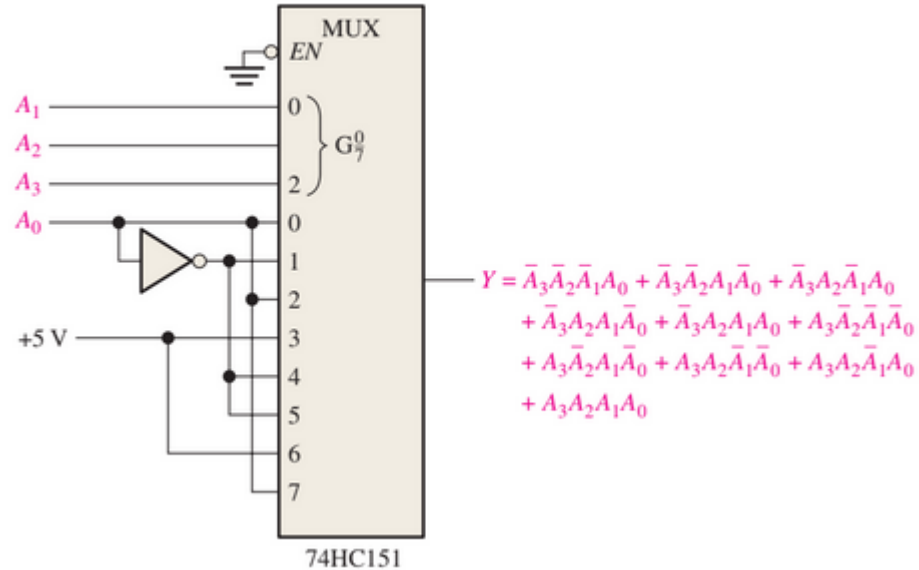 MUX
EN
A₁ 0
A₂ G⁰₇
A₃ 2
A₀ 0
1
2
+5 V 3
4
5
6
7
74HC151
Y = A̅₃A̅₂A̅₁A₀ + A̅₃A̅₂A₁A̅₀ + A̅₃A₂A̅₁A₀
+ A̅₃A₂A₁A̅₀ + A̅₃A₂A₁A₀ + A₃A̅₂A̅₁A̅₀
+ A₃A̅₂A₁A̅₀ + A₃A₂A̅₁A̅₀ + A₃A₂A̅₁A₀
+ A₃A₂A₁A₀